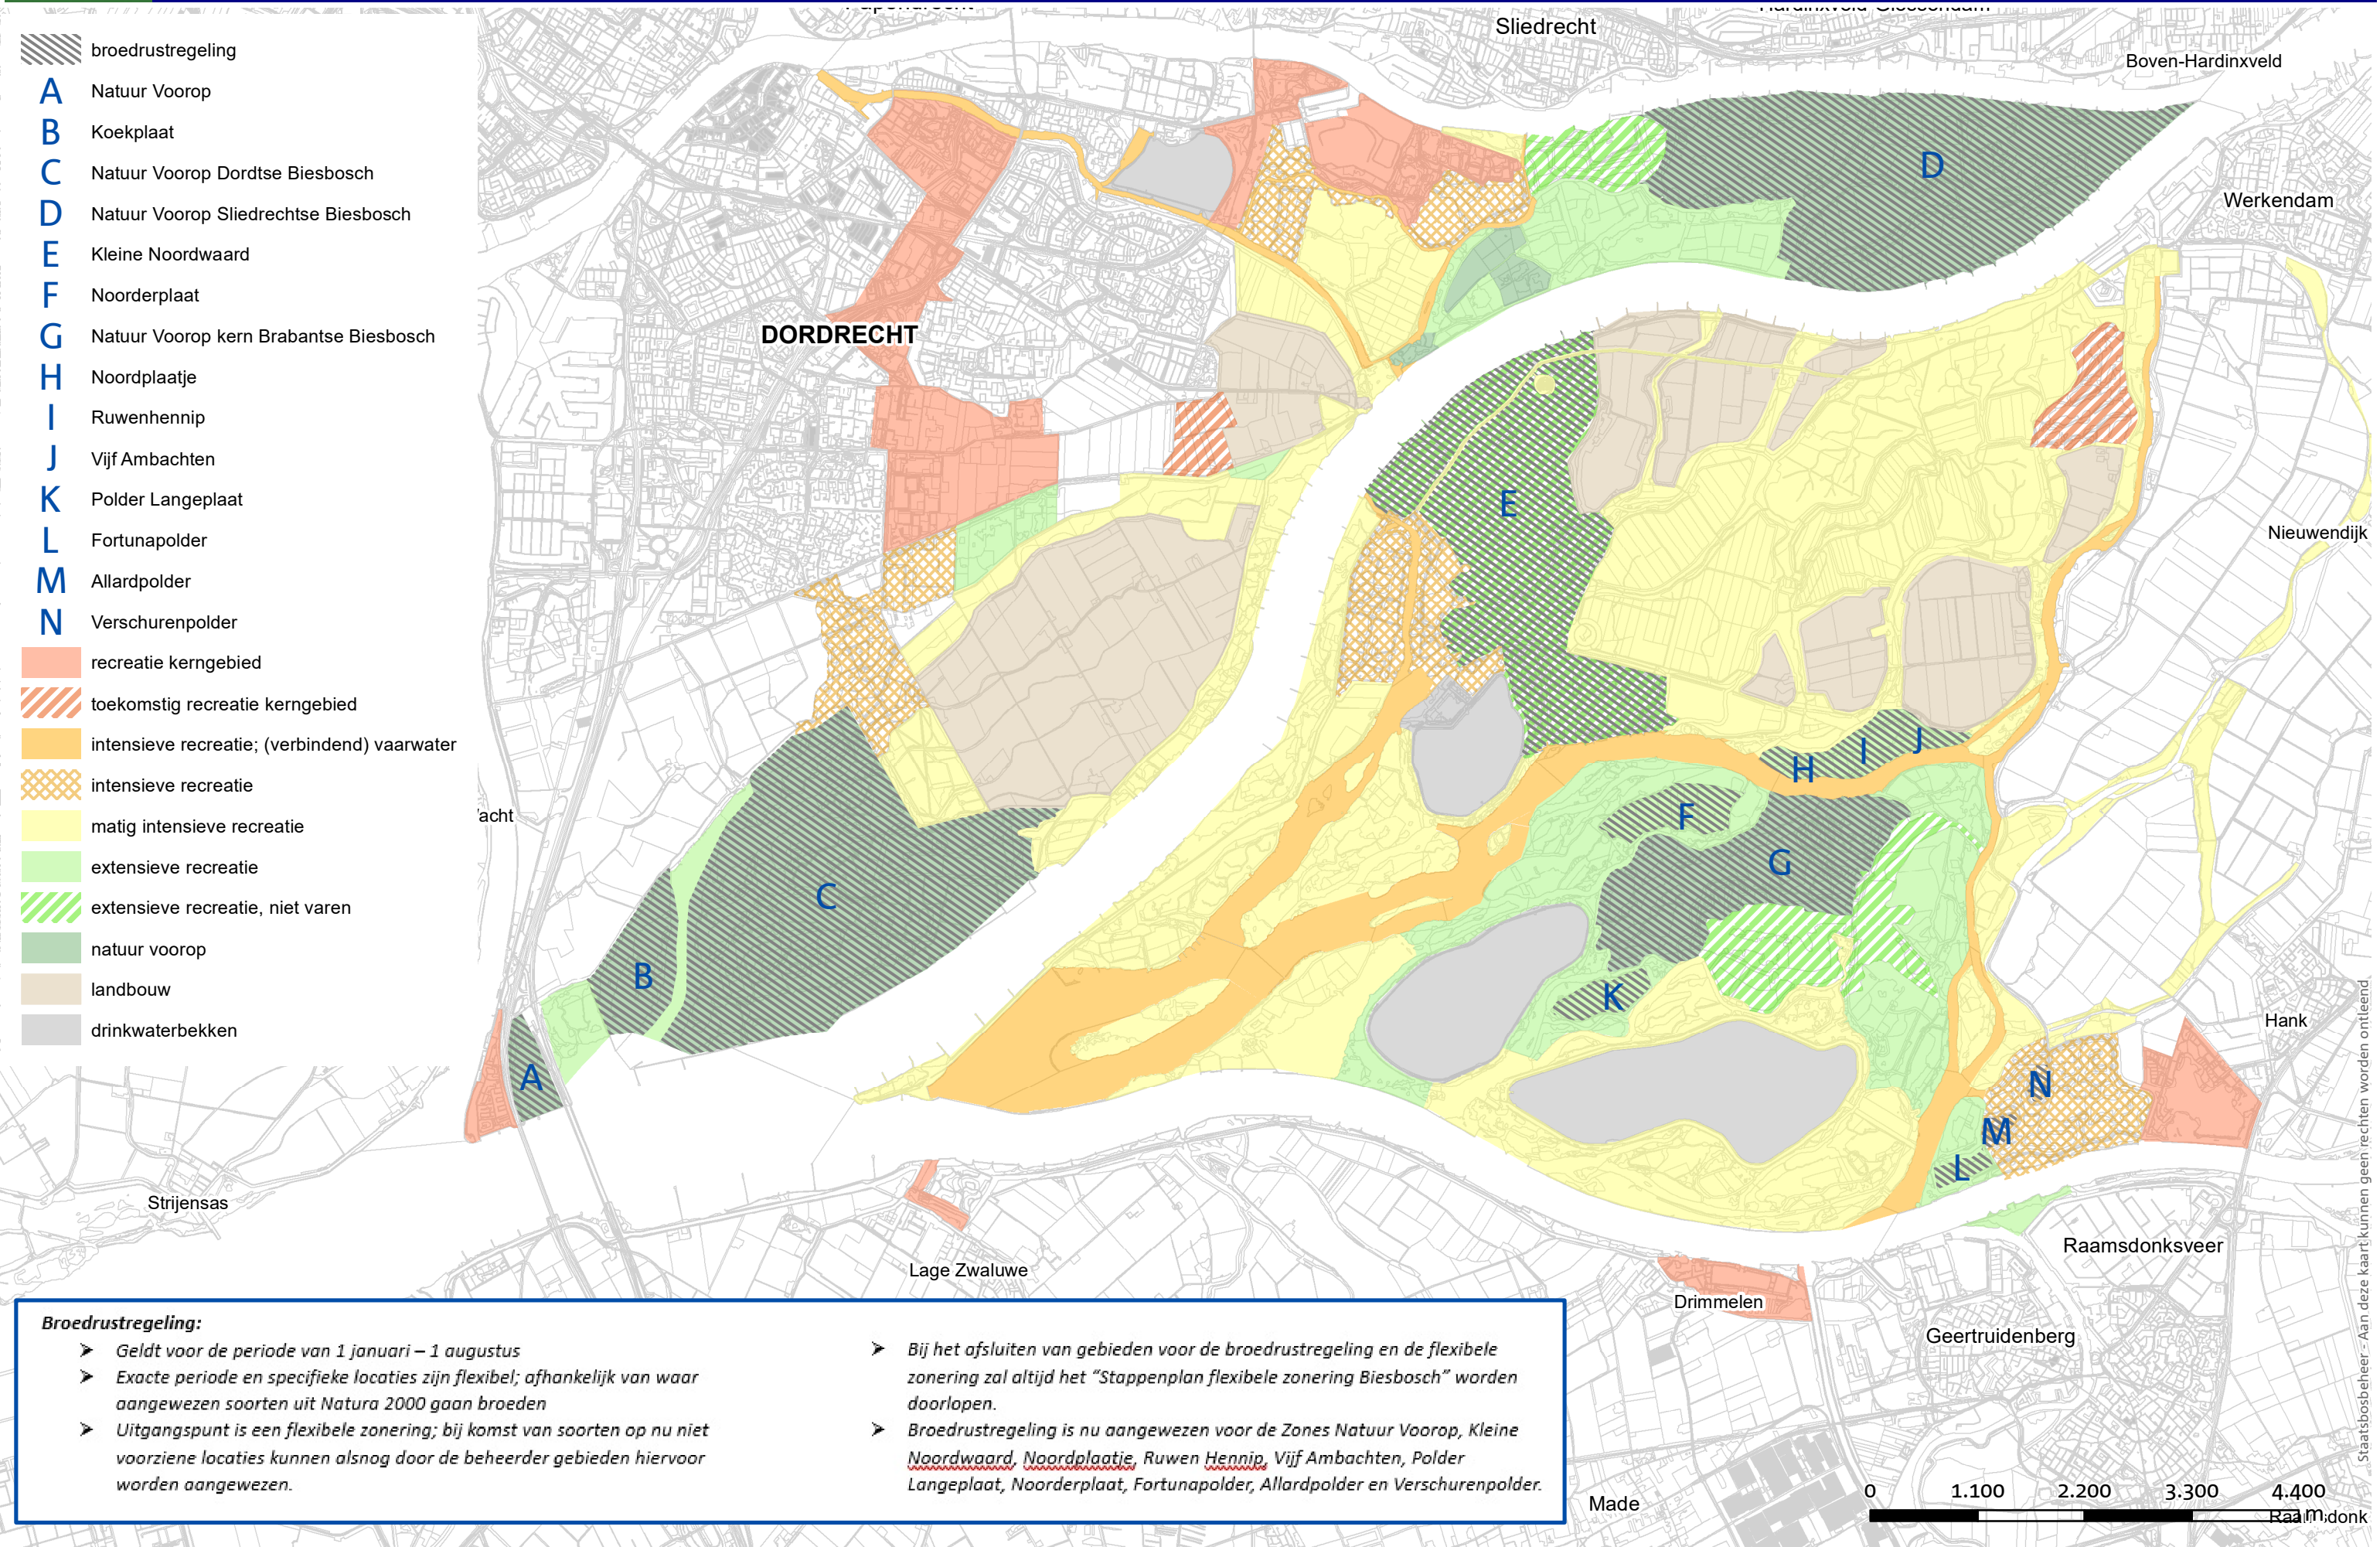 Sliedrecht
Boven-Hardinxveld
Werkendam
broedrustregeling
A Natuur Voorop
B Koekplaat
C Natuur Voorop Dordtse Biesbosch
D Natuur Voorop Sliedrechtse Biesbosch
E Kleine Noordwaard
F Noorderplaat
G Natuur Voorop kern Brabantse Biesbosch
H Noordplaatje
I Ruwenhennip
J Vijf Ambachten
K Polder Langeplaat
L Fortunapolder
M Allardpolder
N Verschurenpolder
recreatie kerngebied
toekomstig recreatie kerngebied
intensieve recreatie; (verbindend) vaarwater
intensieve recreatie
matig intensieve recreatie
extensieve recreatie
extensieve recreatie, niet varen
natuur voorop
landbouw
drinkwaterbekken
D
DORDRECHT
E
Nieuwendijk
J
I
H
F
G
C
B
K
A
Hank
N
M
L
Strijensas
Lage Zwaluwe
Raamsdonksveer
Drimmelen
Geertruidenberg
Made
Broedrustregeling:
➢ Geldt voor de periode van 1 januari – 1 augustus
➢ Exacte periode en specifieke locaties zijn flexibel; afhankelijk van waar
aangewezen soorten uit Natura 2000 gaan broeden
➢ Uitgangspunt is een flexibele zonering; bij komst van soorten op nu niet
voorziene locaties kunnen alsnog door de beheerder gebieden hiervoor
worden aangewezen.
➢ Bij het afsluiten van gebieden voor de broedrustregeling en de flexibele
zonering zal altijd het “Stappenplan flexibele zonering Biesbosch” worden
doorlopen.
➢ Broedrustregeling is nu aangewezen voor de Zones Natuur Voorop, Kleine
Noordwaard, Noordplaatje, Ruwen Hennip, Vijf Ambachten, Polder
Langeplaat, Noorderplaat, Fortunapolder, Allardpolder en Verschurenpolder.
0 1.100 2.200 3.300 4.400
m
Staatsbosbeheer - Aan deze kaart kunnen geen rechten worden ontleend